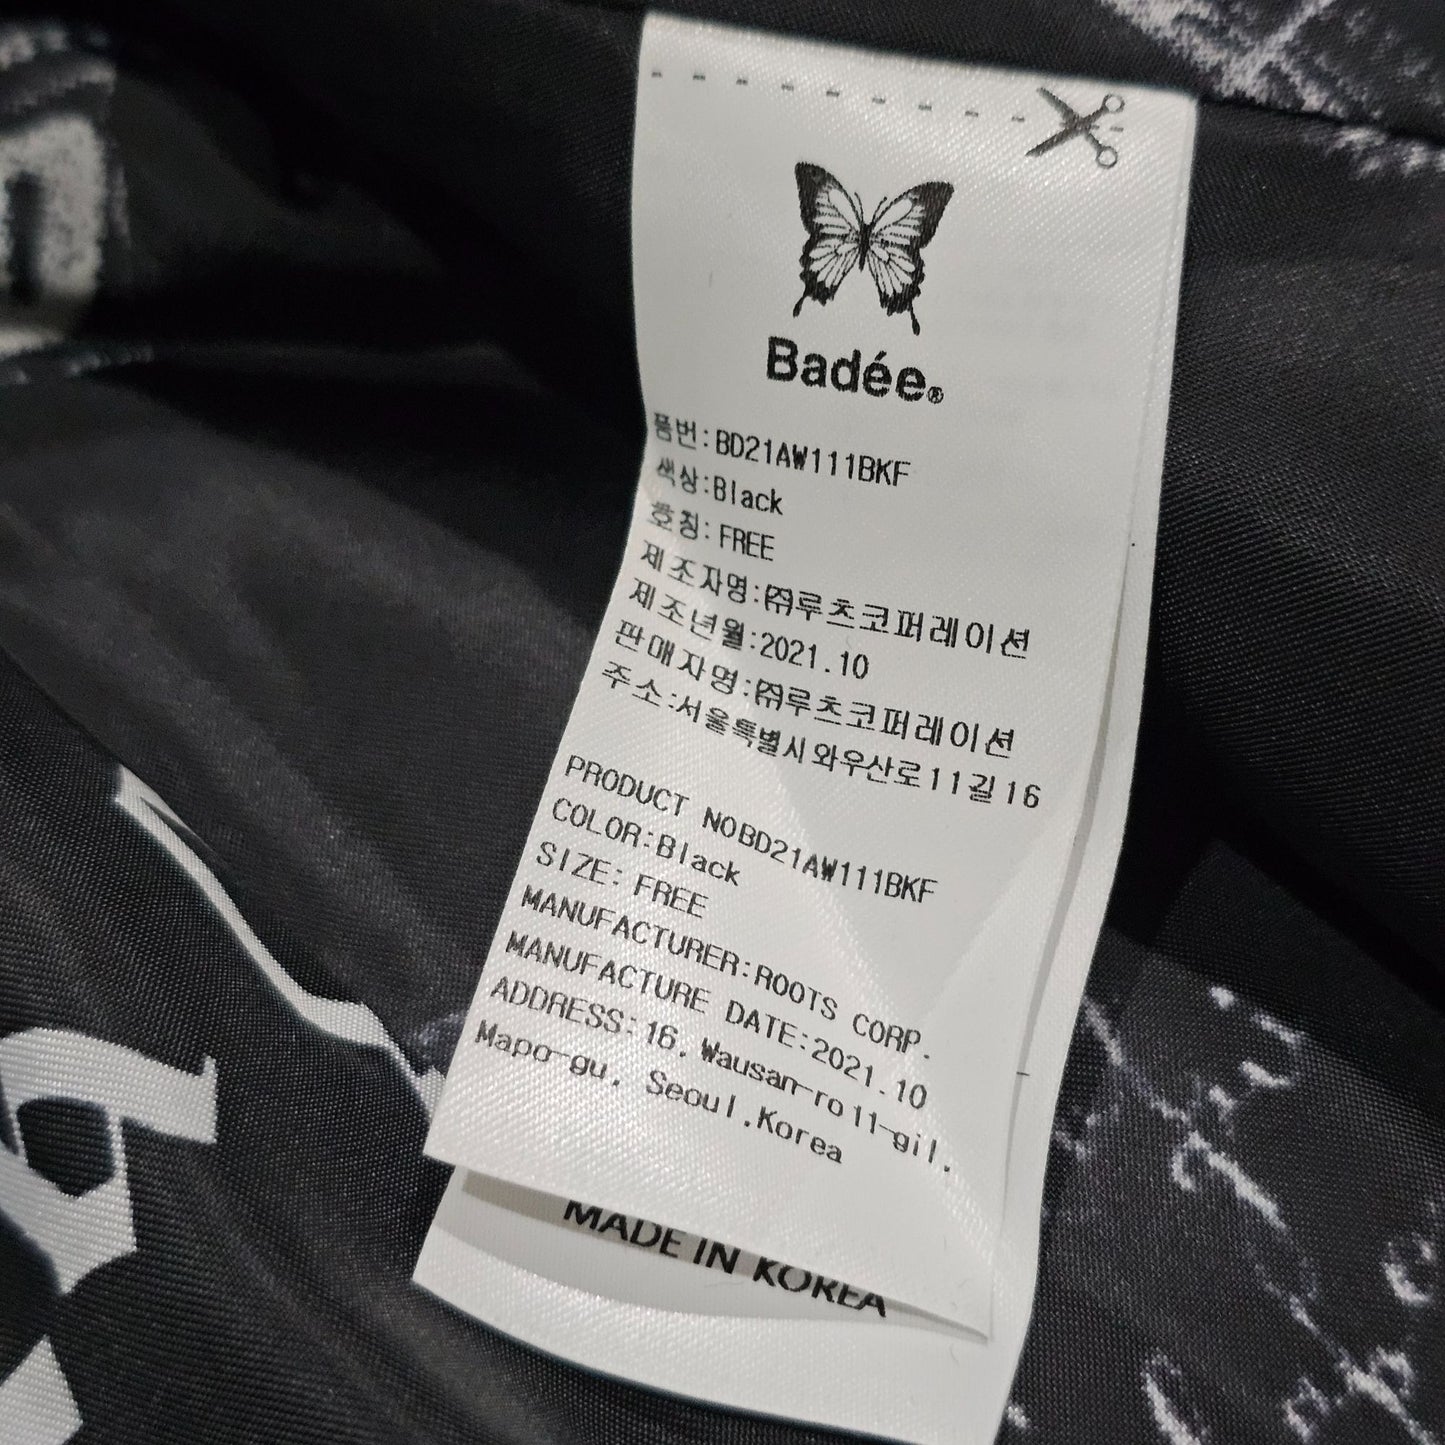 Badée®
품번:BD21AW111BKF
색상:Black
호칭:FREE
제조자명:㈜루츠코퍼레이션
제조년월:2021.10
판매자명:㈜루츠코퍼레이션
주소:서울특별시 와우산로11길 16
PRODUCT NOBD21AW111BKF
COLOR:Black
SIZE: FREE
MANUFACTURER:ROOTS CORP.
MANUFACTURE DATE:2021.10
ADDRESS:16, Wausan-ro 11-gil,
Mapo-gu, Seoul,Korea
MADE IN KOREA